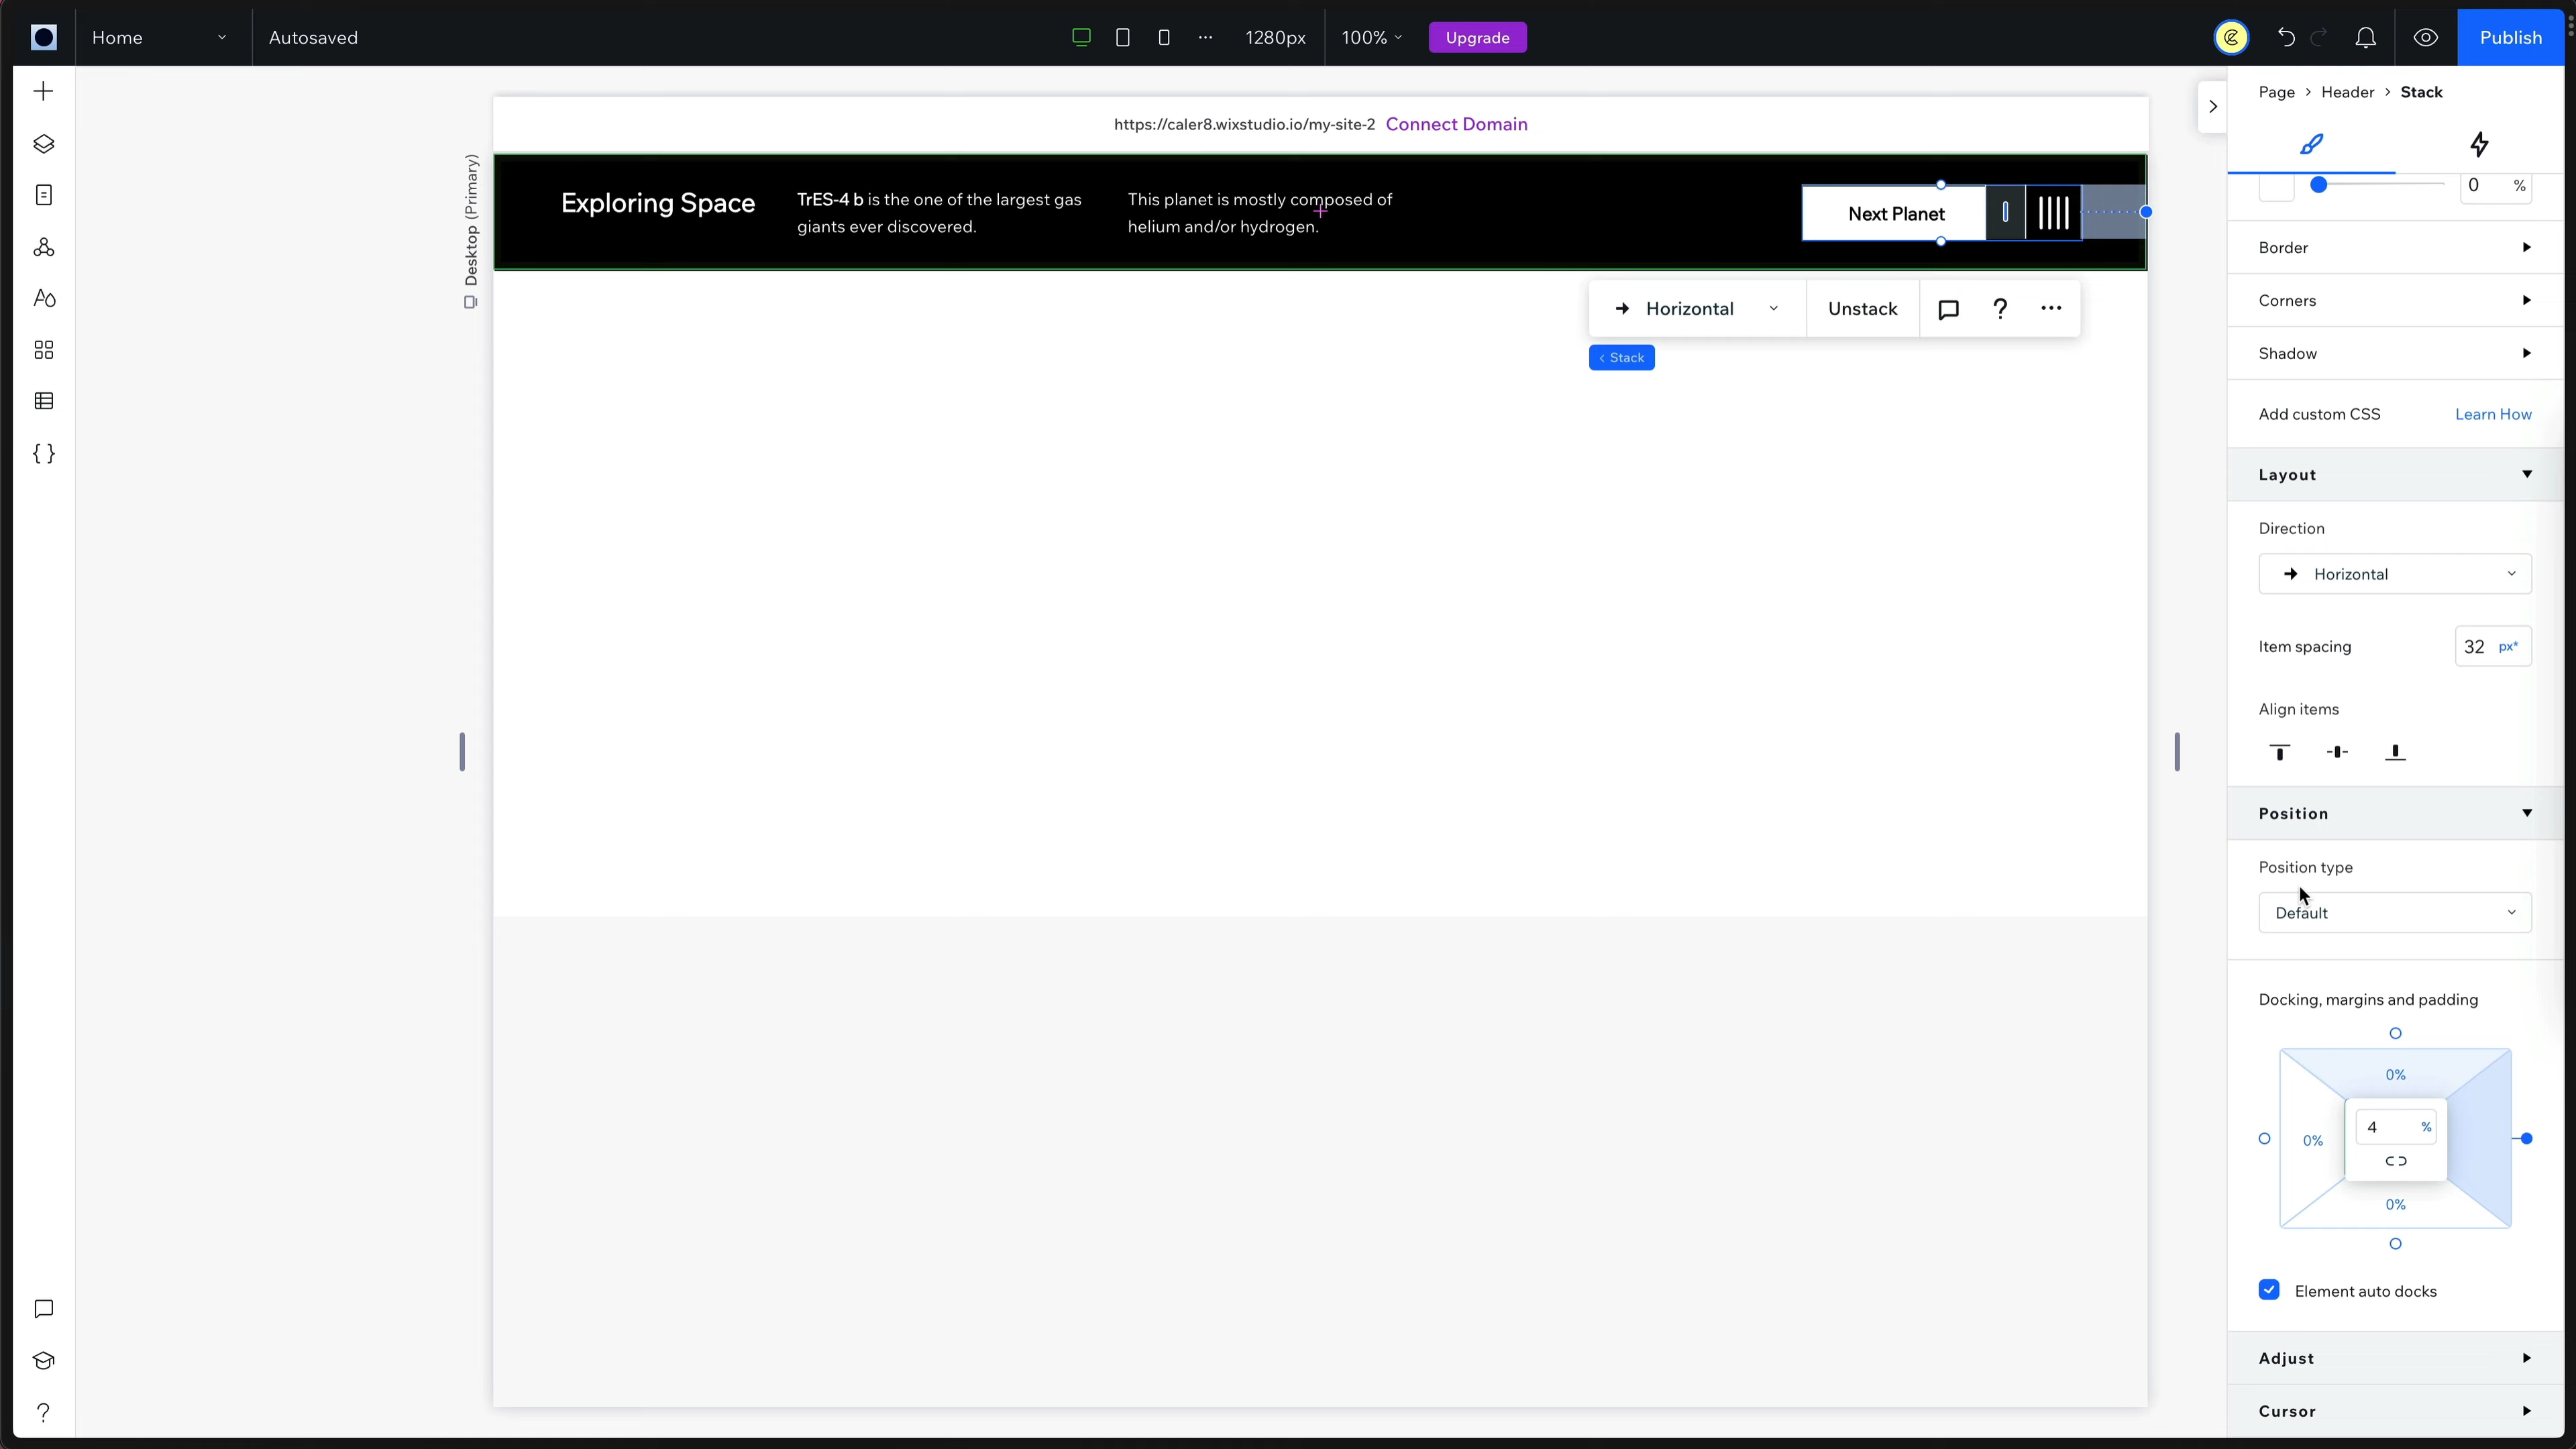 Home
Autosaved
1280px
100%
Upgrade
Publish
https://caler8.wixstudio.io/my-site-2 Connect Domain
Desktop (Primary)
Exploring Space
TrES-4 b is the one of the largest gas
giants ever discovered.
This planet is mostly composed of
helium and/or hydrogen.
Next Planet
Horizontal
Unstack
?
< Stack
?
Page > Header > Stack
0 %
Border
Corners
Shadow
Add custom CSS
Learn How
Layout
Direction
Horizontal
Item spacing
32 px*
Align items
Position
Position type
Default
Docking, margins and padding
0%
4 %
0%
0%
Element auto docks
Adjust
Cursor